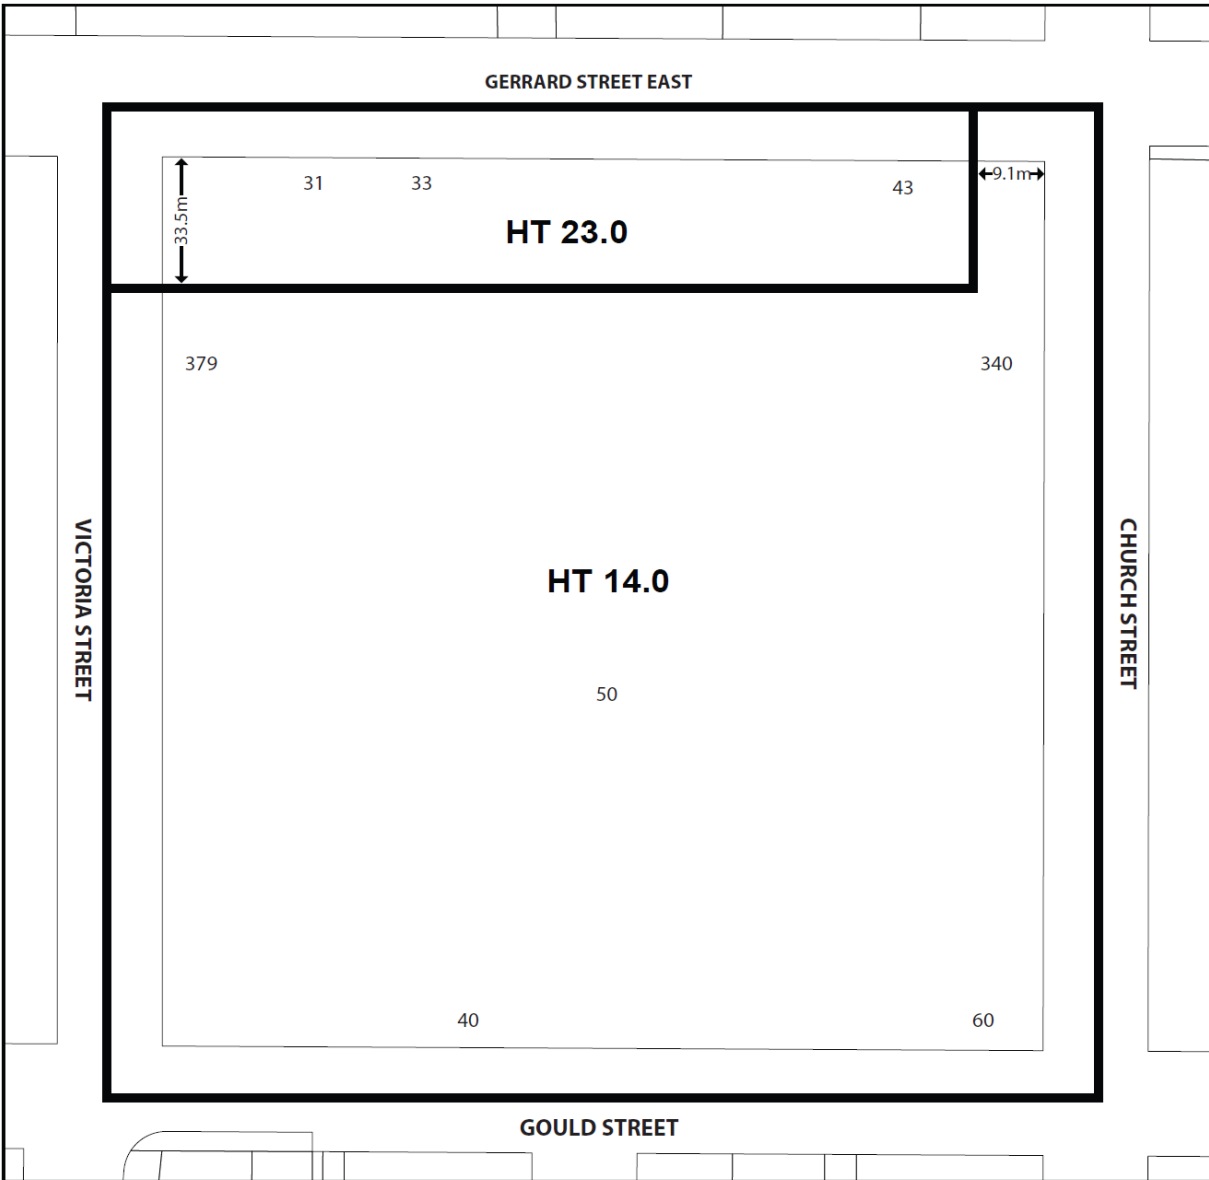 GERRARD STREET EAST
31
33
43
9.1m
33.5m
HT 23.0
379
340
VICTORIA STREET
CHURCH STREET
HT 14.0
50
40
60
GOULD STREET